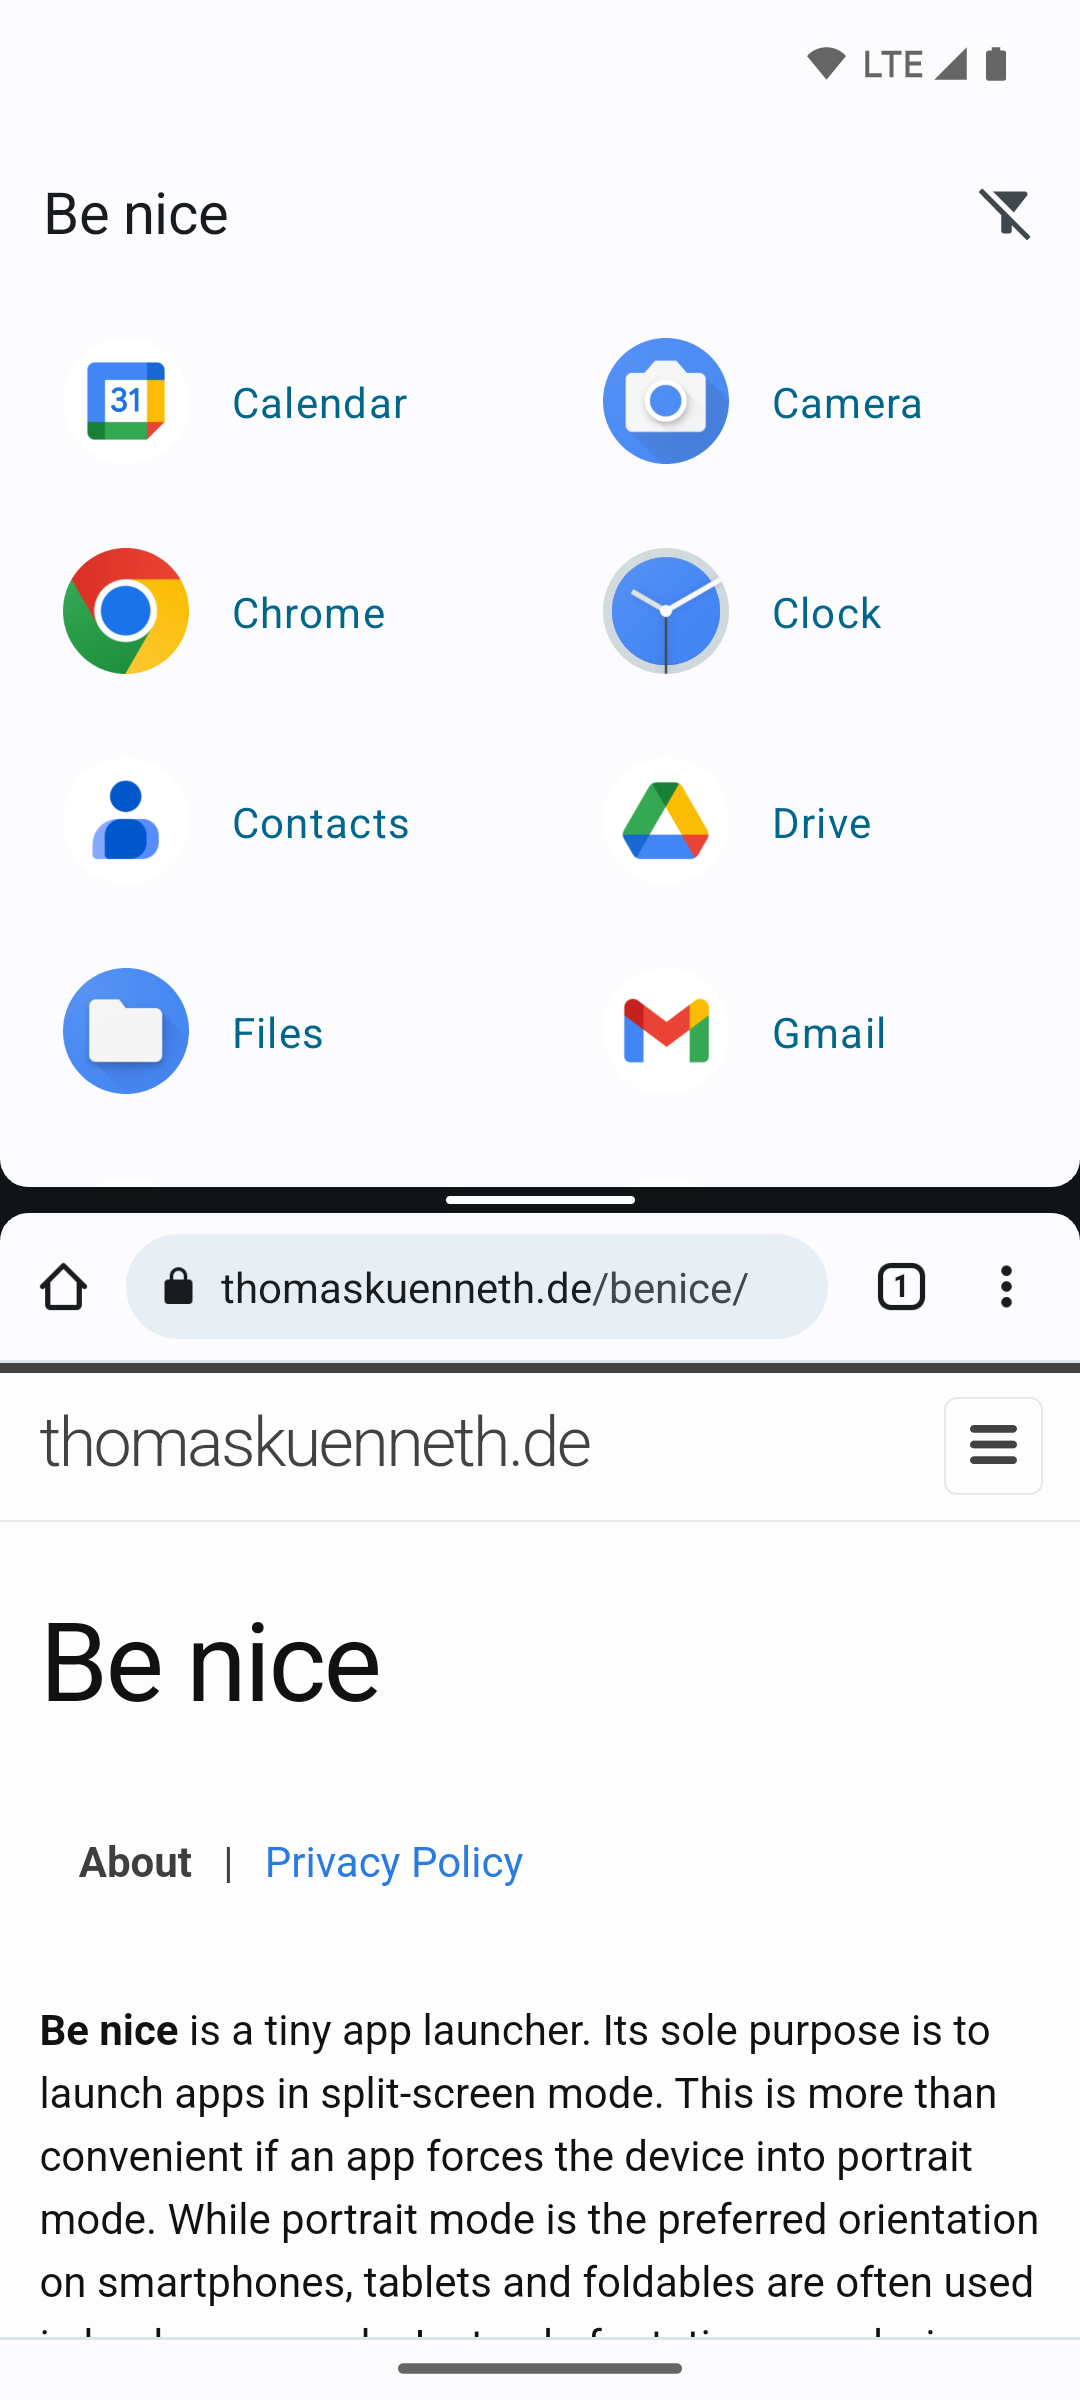 LTE
Be nice
31
Calendar
Camera
Chrome
Clock
Contacts
Drive
Files
Gmail
thomaskuenneth.de/benice/
1
thomaskuenneth.de
Be nice
About | Privacy Policy
Be nice is a tiny app launcher. Its sole purpose is to
launch apps in split-screen mode. This is more than
convenient if an app forces the device into portrait
mode. While portrait mode is the preferred orientation
on smartphones, tablets and foldables are often used